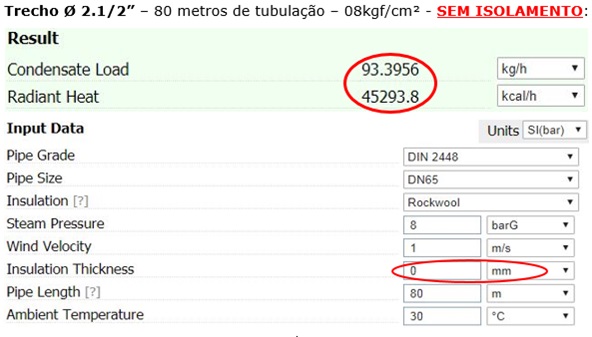 Trecho Ø 2.1/2” – 80 metros de tubulação – 08kgf/cm² - SEM ISOLAMENTO:
Result
Condensate Load 93.3956 kg/h
Radiant Heat 45293.8 kcal/h
Input Data Units SI(bar)
Pipe Grade DIN 2448
Pipe Size DN65
Insulation [?] Rockwool
Steam Pressure 8 barG
Wind Velocity 1 m/s
Insulation Thickness 0 mm
Pipe Length [?] 80 m
Ambient Temperature 30 °C